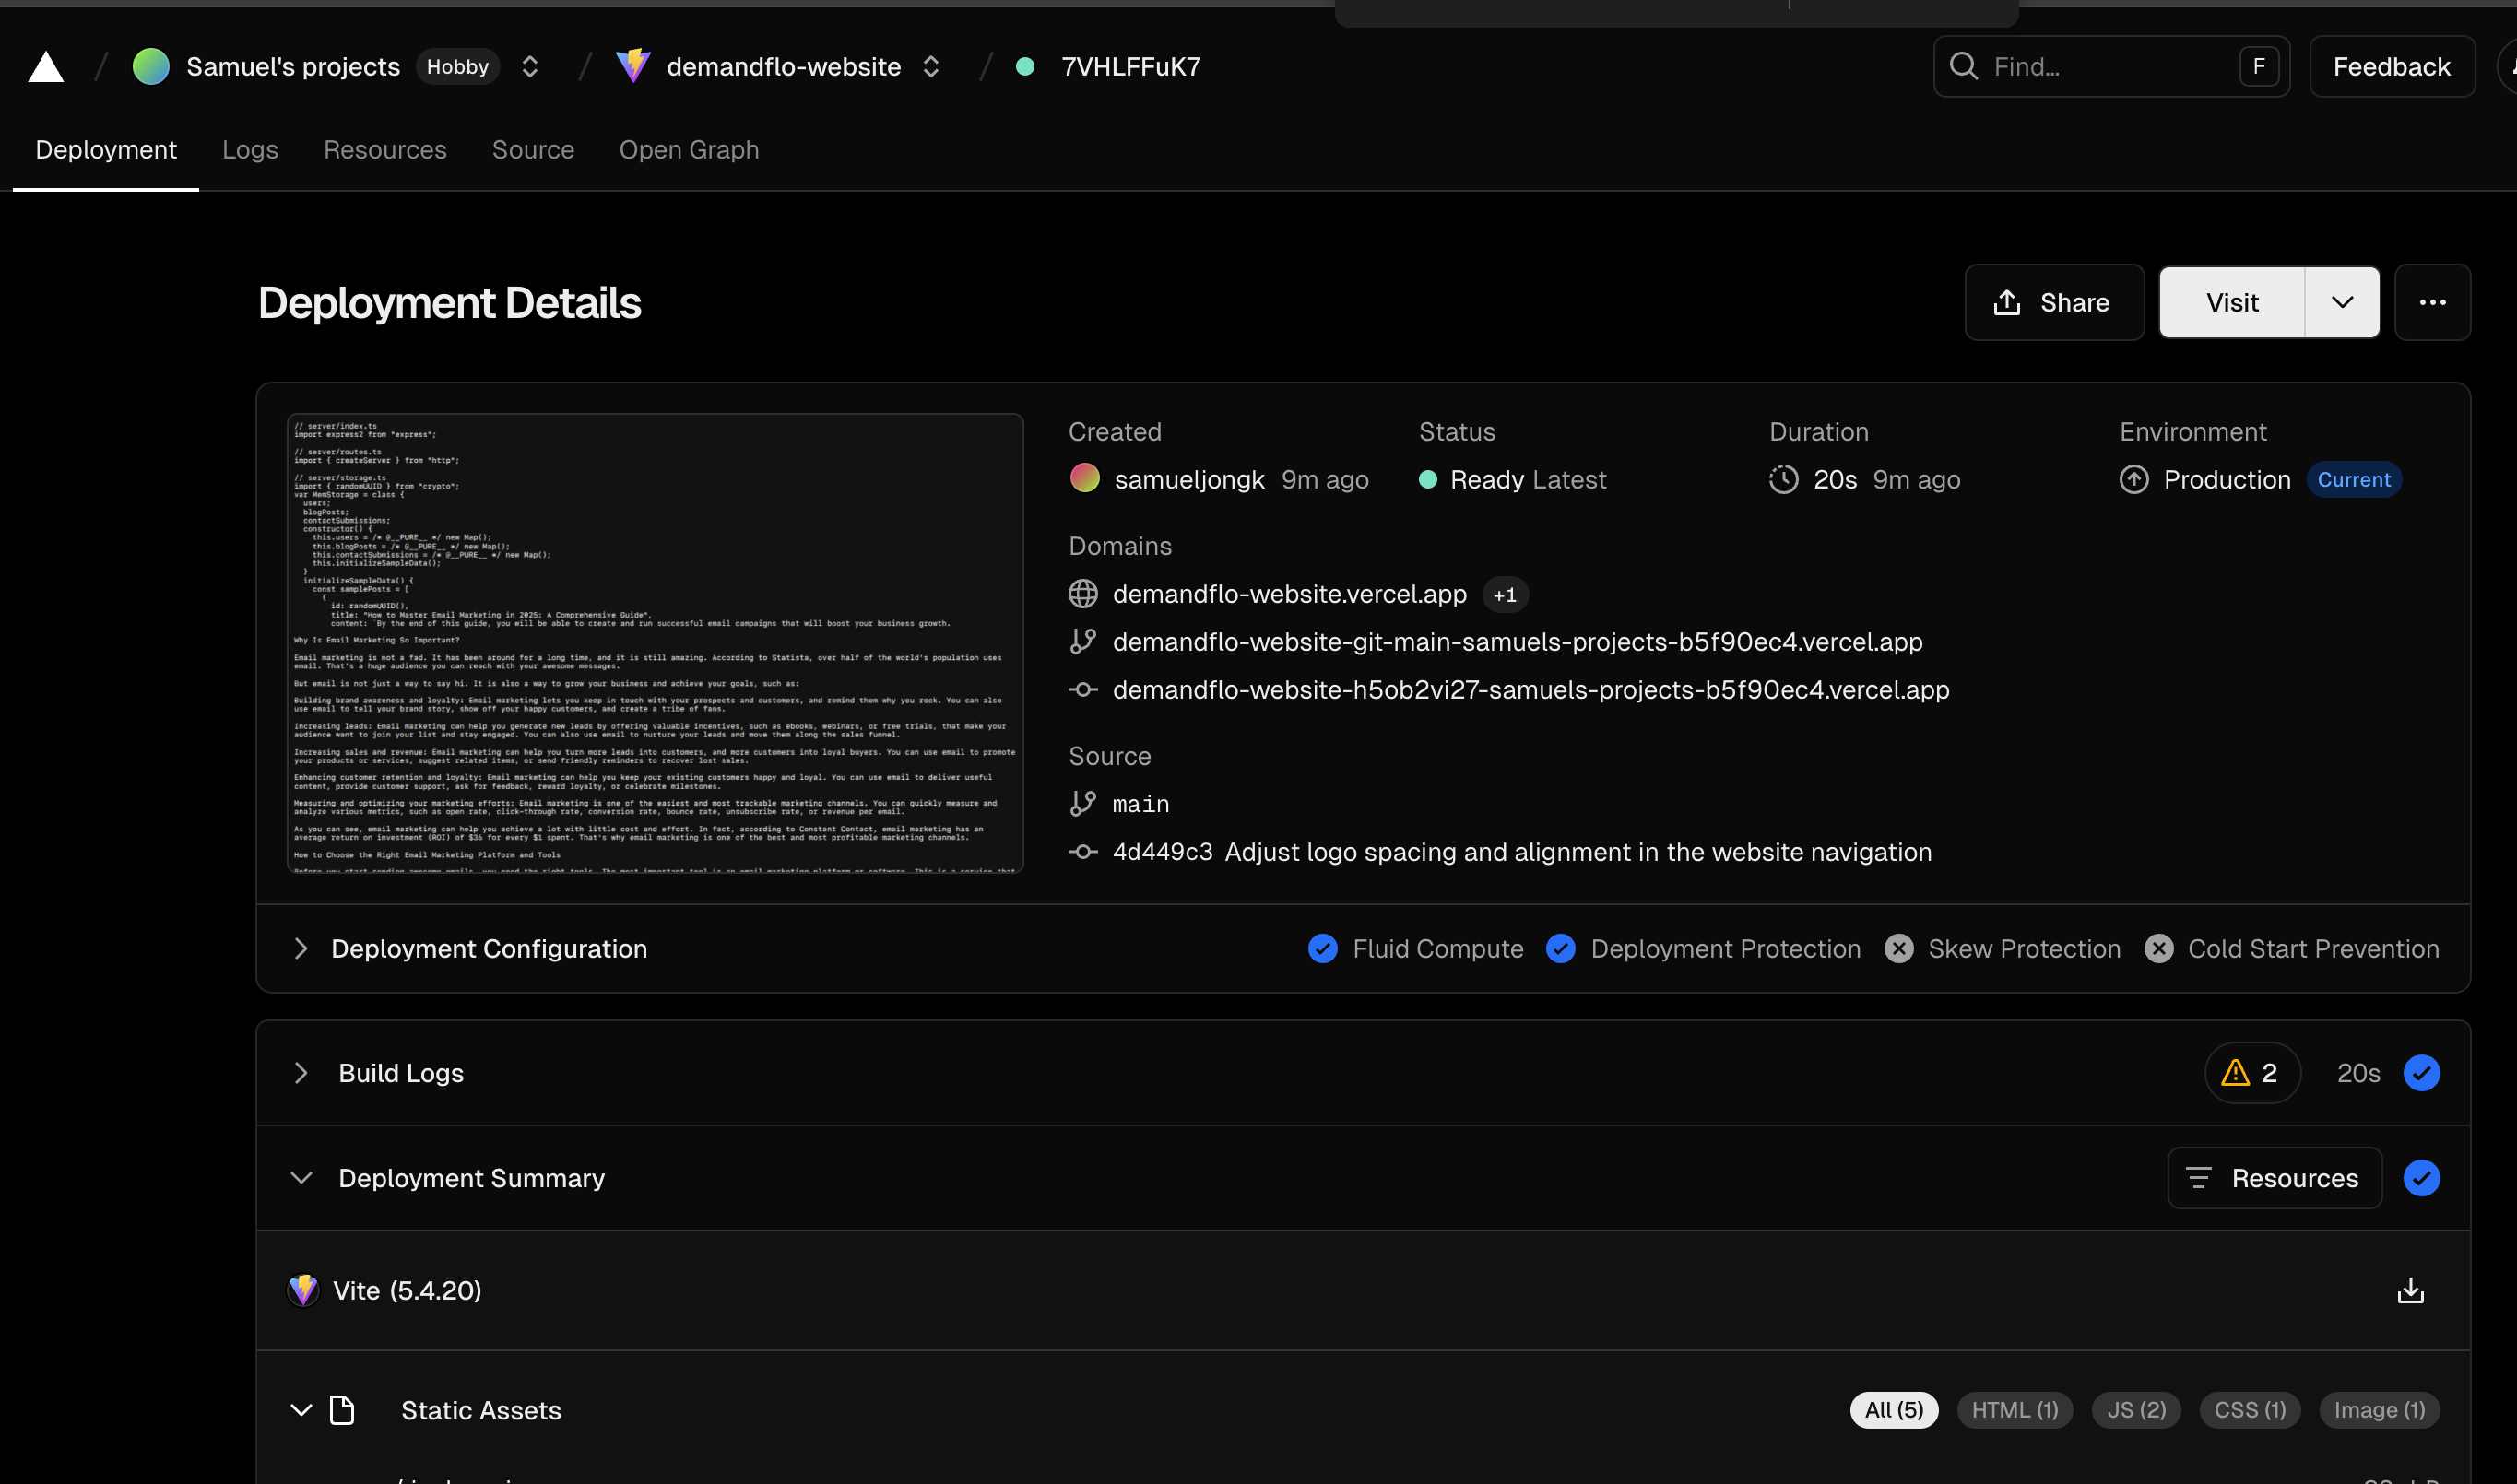 Samuel's projects Hobby demandflo-website 7VHLFFuK7 Find... F Feedback
Deployment Logs Resources Source Open Graph
Deployment Details
Share Visit
// server/index.ts
import express2 from "express";
// server/routes.ts
import { createServer } from "http";
// server/storage.ts
import { randomUUID } from "crypto";
var MemStorage = class {
users;
blogPosts;
contactSubmissions;
constructor() {
this.users = /* @__PURE__ */ new Map();
this.blogPosts = /* @__PURE__ */ new Map();
this.contactSubmissions = /* @__PURE__ */ new Map();
this.initializeSampleData();
}
initializeSampleData() {
const samplePosts = [
{
id: randomUUID(),
title: "How to Master Email Marketing in 2025: A Comprehensive Guide",
content: `By the end of this guide, you will be able to create and run successful email campaigns that will boost your business growth.
Why Is Email Marketing So Important?
Email marketing is not a fad. It has been around for a long time, and it is still amazing. According to Statista, over half of the world's population uses
email. That's a huge audience you can reach with your awesome messages.
But email is not just a way to say hi. It is also a way to grow your business and achieve your goals, such as:
Building brand awareness and loyalty: Email marketing lets you keep in touch with your prospects and customers, and remind them why you rock. You can also
use email to tell your brand story, show off your happy customers, and create a tribe of fans.
Increasing leads: Email marketing can help you generate new leads by offering valuable incentives, such as ebooks, webinars, or free trials, that make your
audience want to join your list and stay engaged. You can also use email to nurture your leads and move them along the sales funnel.
Increasing sales and revenue: Email marketing can help you turn more leads into customers, and more customers into loyal buyers. You can use email to promote
your products or services, suggest related items, or send friendly reminders to recover lost sales.
Enhancing customer retention and loyalty: Email marketing can help you keep your existing customers happy and loyal. You can use email to deliver useful
content, provide customer support, ask for feedback, reward loyalty, or celebrate milestones.
Measuring and optimizing your marketing efforts: Email marketing is one of the easiest and most trackable marketing channels. You can quickly measure and
analyze various metrics, such as open rate, click-through rate, conversion rate, bounce rate, unsubscribe rate, or revenue per email.
As you can see, email marketing can help you achieve a lot with little cost and effort. In fact, according to Constant Contact, email marketing has an
average return on investment (ROI) of $36 for every $1 spent. That's why email marketing is one of the best and most profitable marketing channels.
How to Choose the Right Email Marketing Platform and Tools
Created Status Duration Environment
samueljongk 9m ago Ready Latest 20s 9m ago Production Current
Domains
demandflo-website.vercel.app +1
demandflo-website-git-main-samuels-projects-b5f90ec4.vercel.app
demandflo-website-h5ob2vi27-samuels-projects-b5f90ec4.vercel.app
Source
main
4d449c3 Adjust logo spacing and alignment in the website navigation
Deployment Configuration Fluid Compute Deployment Protection Skew Protection Cold Start Prevention
Build Logs 2 20s
Deployment Summary Resources
Vite (5.4.20)
Static Assets All (5) HTML (1) JS (2) CSS (1) Image (1)